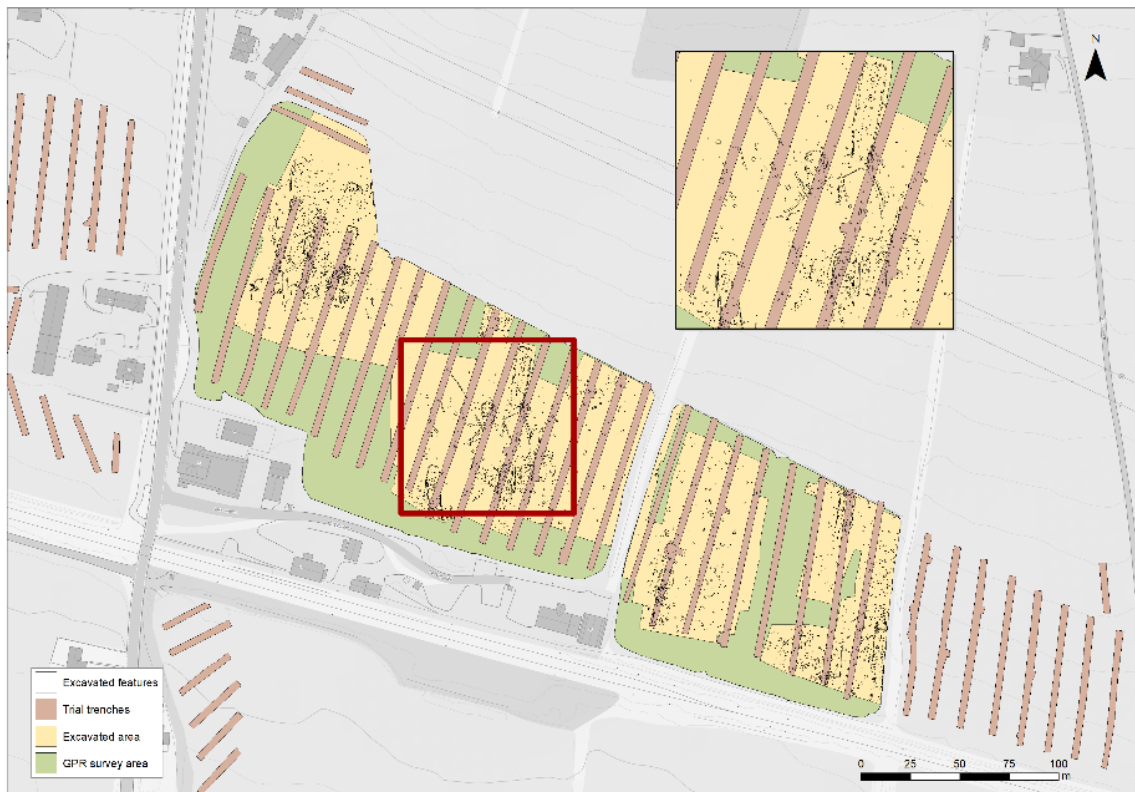 N
Excavated features
Trial trenches
Excavated area
GPR survey area
0 25 50 75 100
m